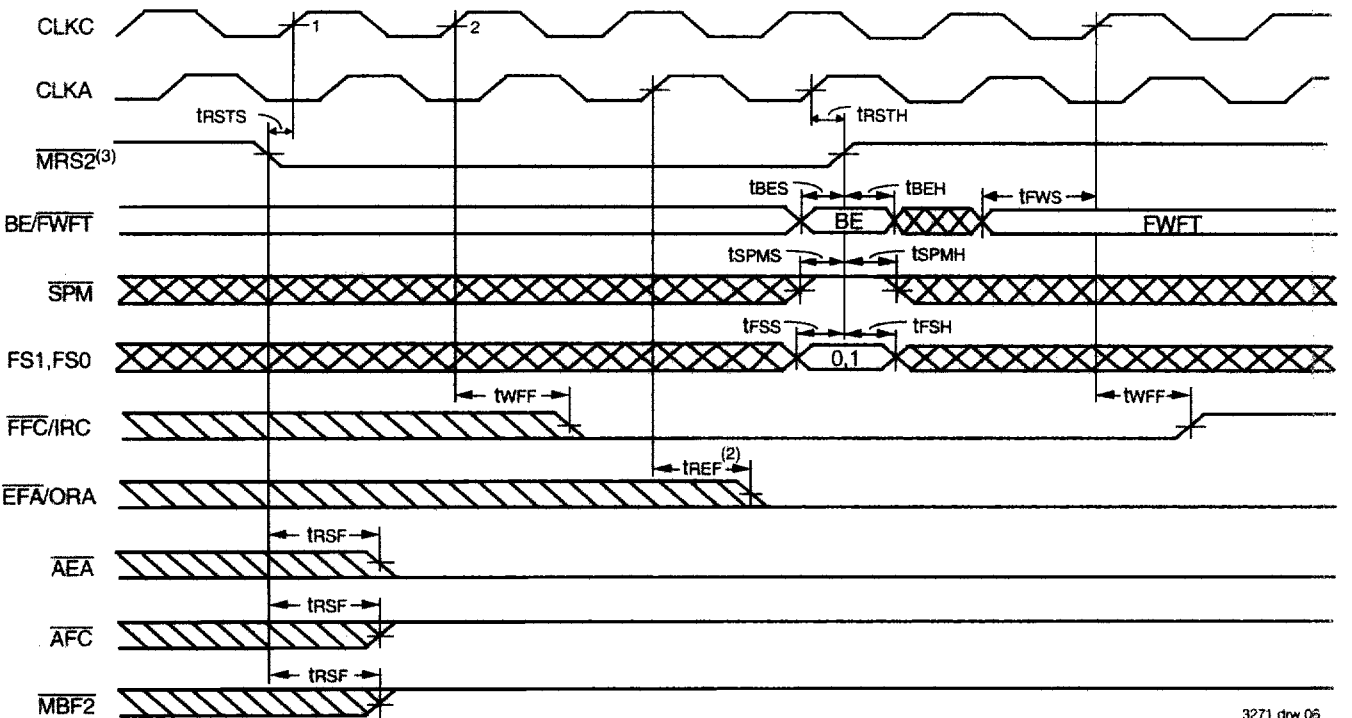 CLKC
1
2
CLKA
tRSTS
tRSTH
MRS2(3)
tBES
tBEH
tFWS
BE/FWFT
BE
FWFT
tSPMS
tSPMH
SPM
tFSS
tFSH
FS1,FS0
0,1
tWFF
tWFF
FFC/IRC
tREF(2)
EFA/ORA
tRSF
AEA
tRSF
AFC
tRSF
MBF2
3271 drw 06